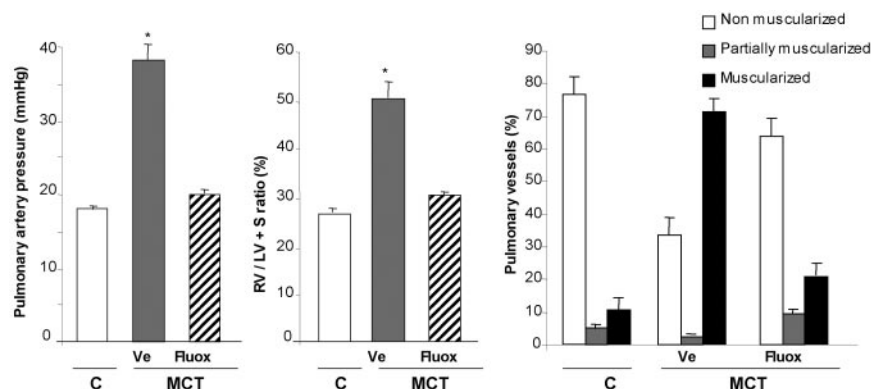 Pulmonary artery pressure (mmHg)
40
30
20
10
0
*
Ve
Fluox
C
MCT
RV / LV + S ratio (%)
60
50
40
30
20
10
0
*
Ve
Fluox
C
MCT
Non muscularized
Partially muscularized
Muscularized
Pulmonary vessels (%)
90
80
70
60
50
40
30
20
10
0
Ve
Fluox
C
MCT